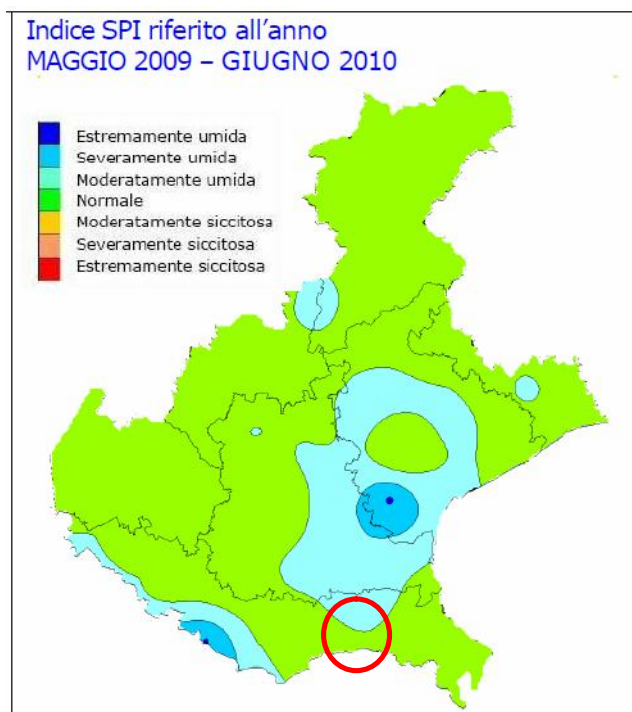 Indice SPI riferito all'anno
MAGGIO 2009 – GIUGNO 2010
Estremamente umida
Severamente umida
Moderatamente umida
Normale
Moderatamente siccitosa
Severamente siccitosa
Estremamente siccitosa